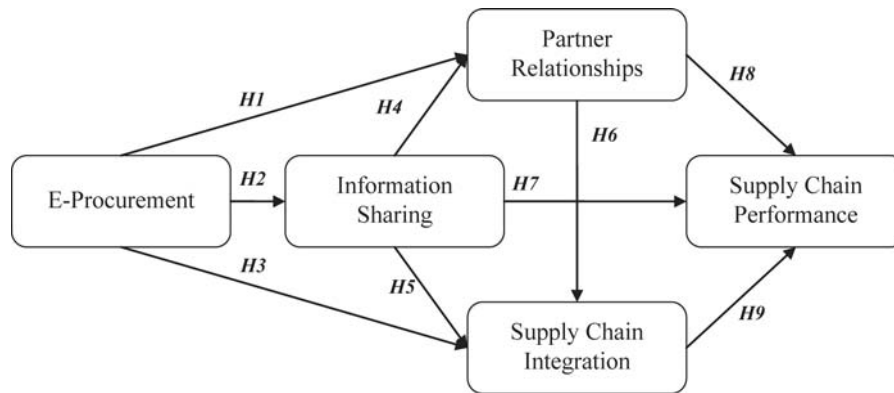 Partner
Relationships
H1
H4
H8
H6
E-Procurement
H2
Information
Sharing
H7
Supply Chain
Performance
H3
H5
H9
Supply Chain
Integration